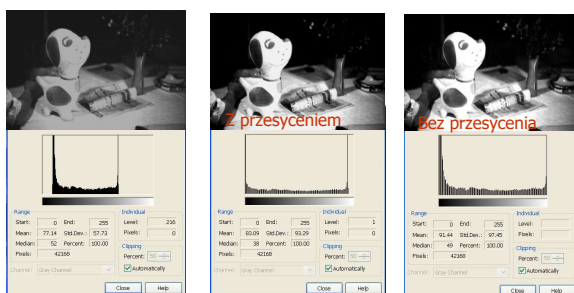 Z przesyceniem
Bez przesycenia
Range
Individual
Start: 0 End: 255
Level: 216
Mean: 77.14 Std.Dev.: 57.73
Pixels: 0
Median: 52 Percent: 100.00
Clipping
Pixels: 42168
Percent: 50
Automatically
Channel: Gray Channel
Close Help
Range
Individual
Start: 0 End: 255
Level: 1
Mean: 83.09 Std.Dev.: 93.29
Pixels: 0
Median: 38 Percent: 100.00
Clipping
Pixels: 42168
Percent: 50
Automatically
Channel: Gray Channel
Close Help
Range
Individual
Start: 0 End: 255
Level:
Mean: 91.44 Std.Dev.: 97.45
Pixels:
Median: 49 Percent: 100.00
Clipping
Pixels: 42168
Percent: 50
Automatically
Channel: Gray Channel
Close Help